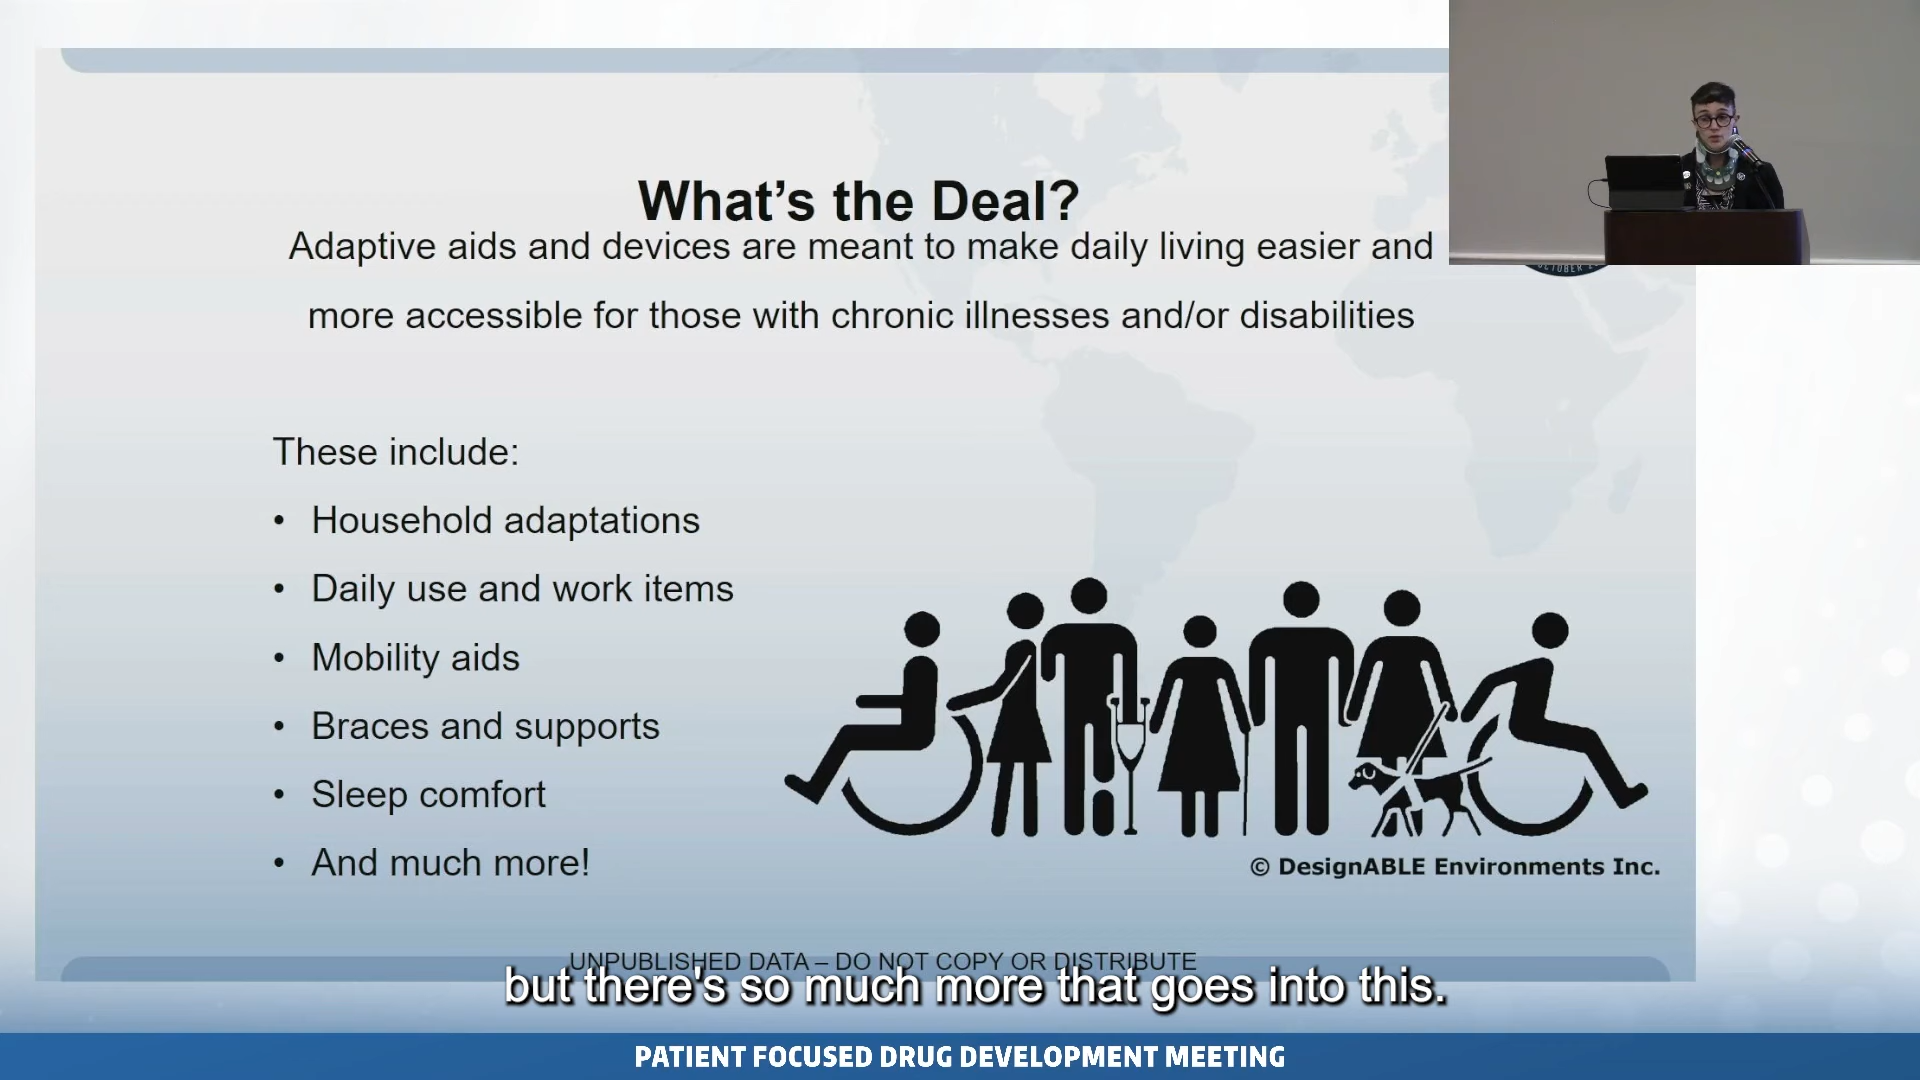 What's the Deal?
Adaptive aids and devices are meant to make daily living easier and
more accessible for those with chronic illnesses and/or disabilities
OCTOBER
These include:
• Household adaptations
• Daily use and work items
• Mobility aids
• Braces and supports
• Sleep comfort
• And much more!
© DesignABLE Environments Inc.
UNPUBLISHED DATA – DO NOT COPY OR DISTRIBUTE
but there's so much more that goes into this.
PATIENT FOCUSED DRUG DEVELOPMENT MEETING